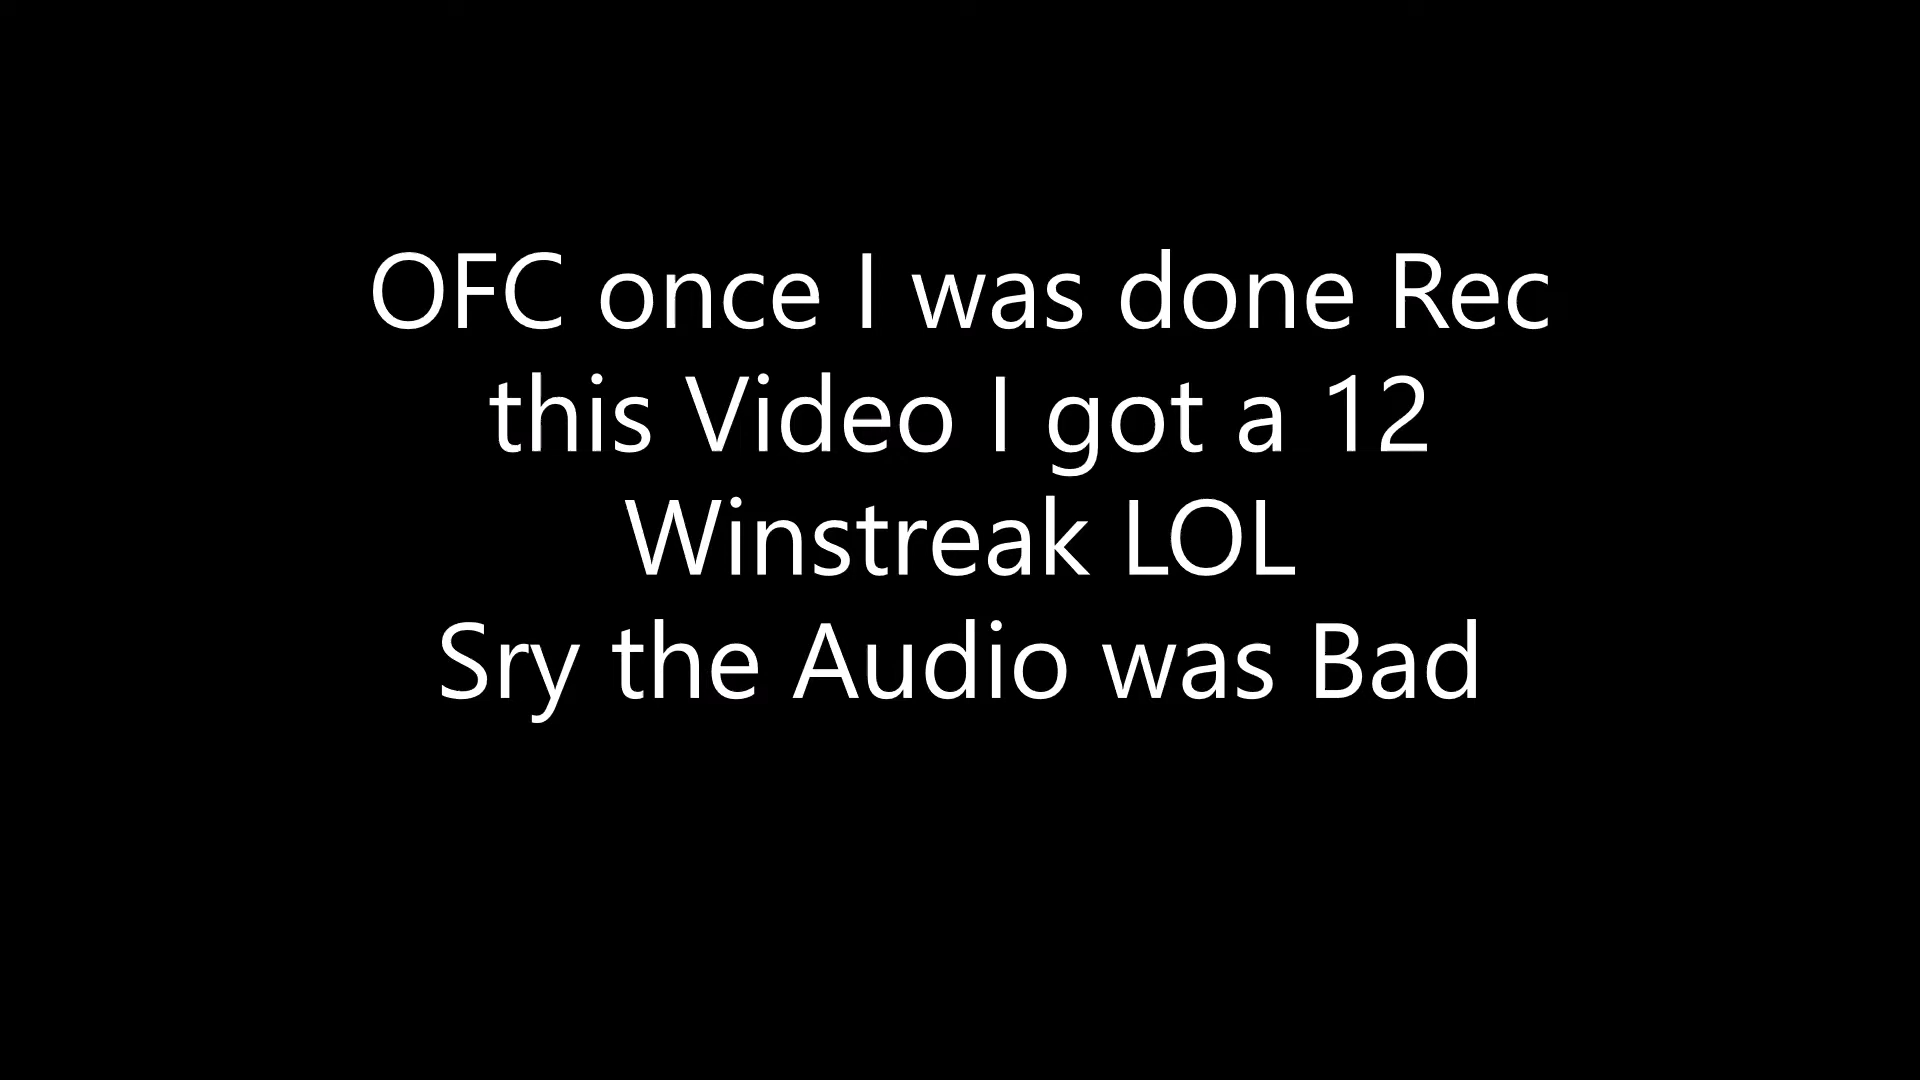 OFC once I was done Rec
this Video I got a 12
Winstreak LOL
Sry the Audio was Bad